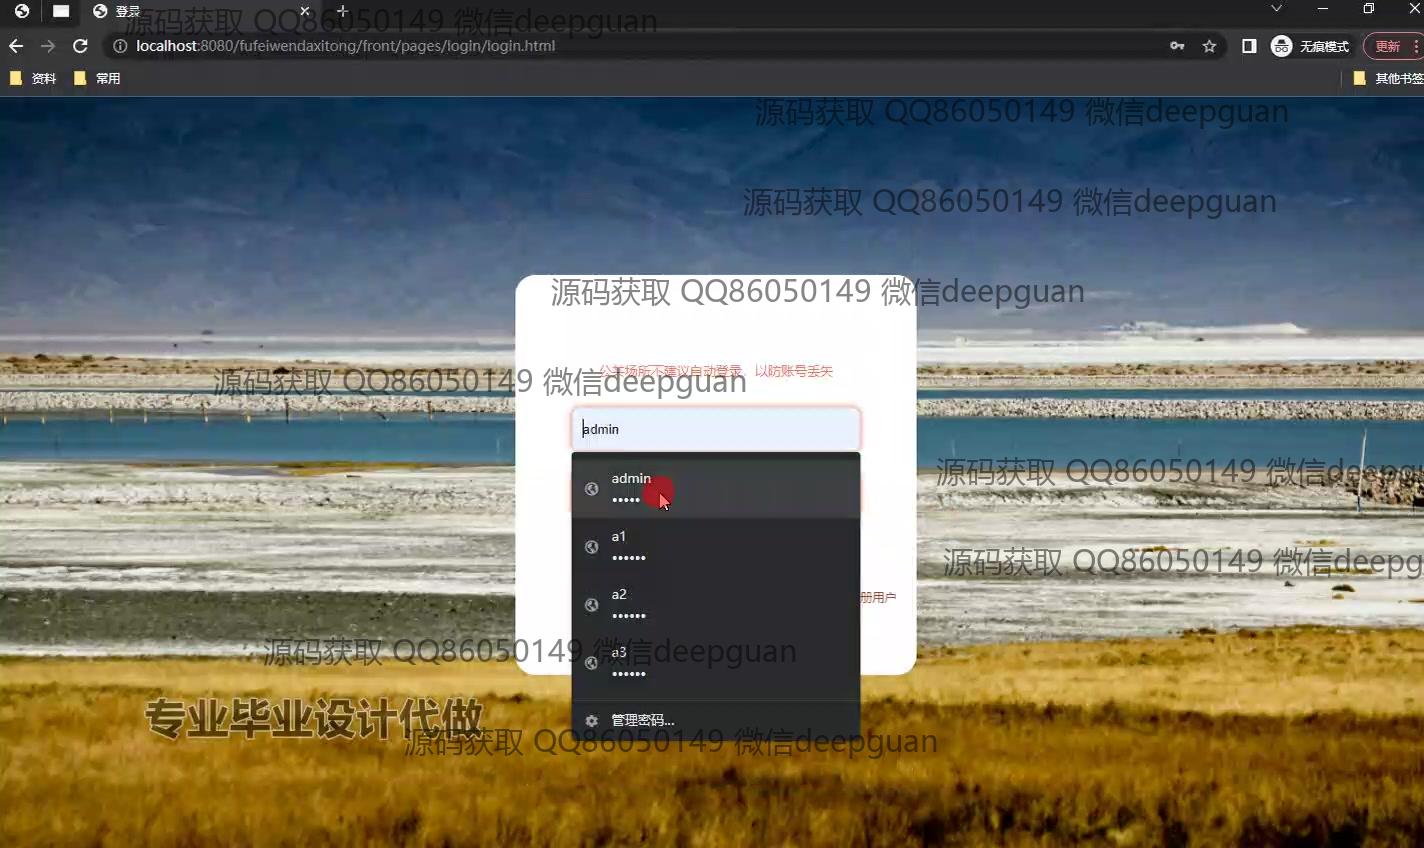 登录
源码获取 QQ86050149 微信deepguan
localhost:8080/fufeiwendaxitong/front/pages/login/login.html
无痕模式
更新
资料
常用
其他书签
源码获取 QQ86050149 微信deepguan
源码获取 QQ86050149 微信deepguan
源码获取 QQ86050149 微信deepguan
公共场所不建议自动登录，以防账号丢失
源码获取 QQ86050149 微信deepguan
admin
源码获取 QQ86050149 微信deepgu
admin
•••••
a1
••••••
源码获取 QQ86050149 微信deepg
a2
••••••
册用户
源码获取 QQ86050149 微信deepguan
a3
••••••
专业毕业设计代做
管理密码...
源码获取 QQ86050149 微信deepguan